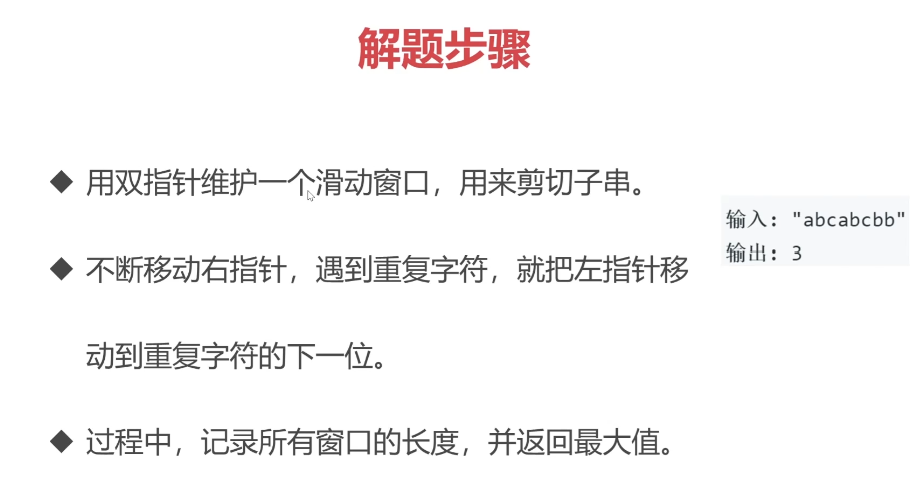 解题步骤
◆ 用双指针维护一个滑动窗口，用来剪切子串。
◆ 不断移动右指针，遇到重复字符，就把左指针移
动到重复字符的下一位。
◆ 过程中，记录所有窗口的长度，并返回最大值。
输入: "abcabcbb"
输出: 3